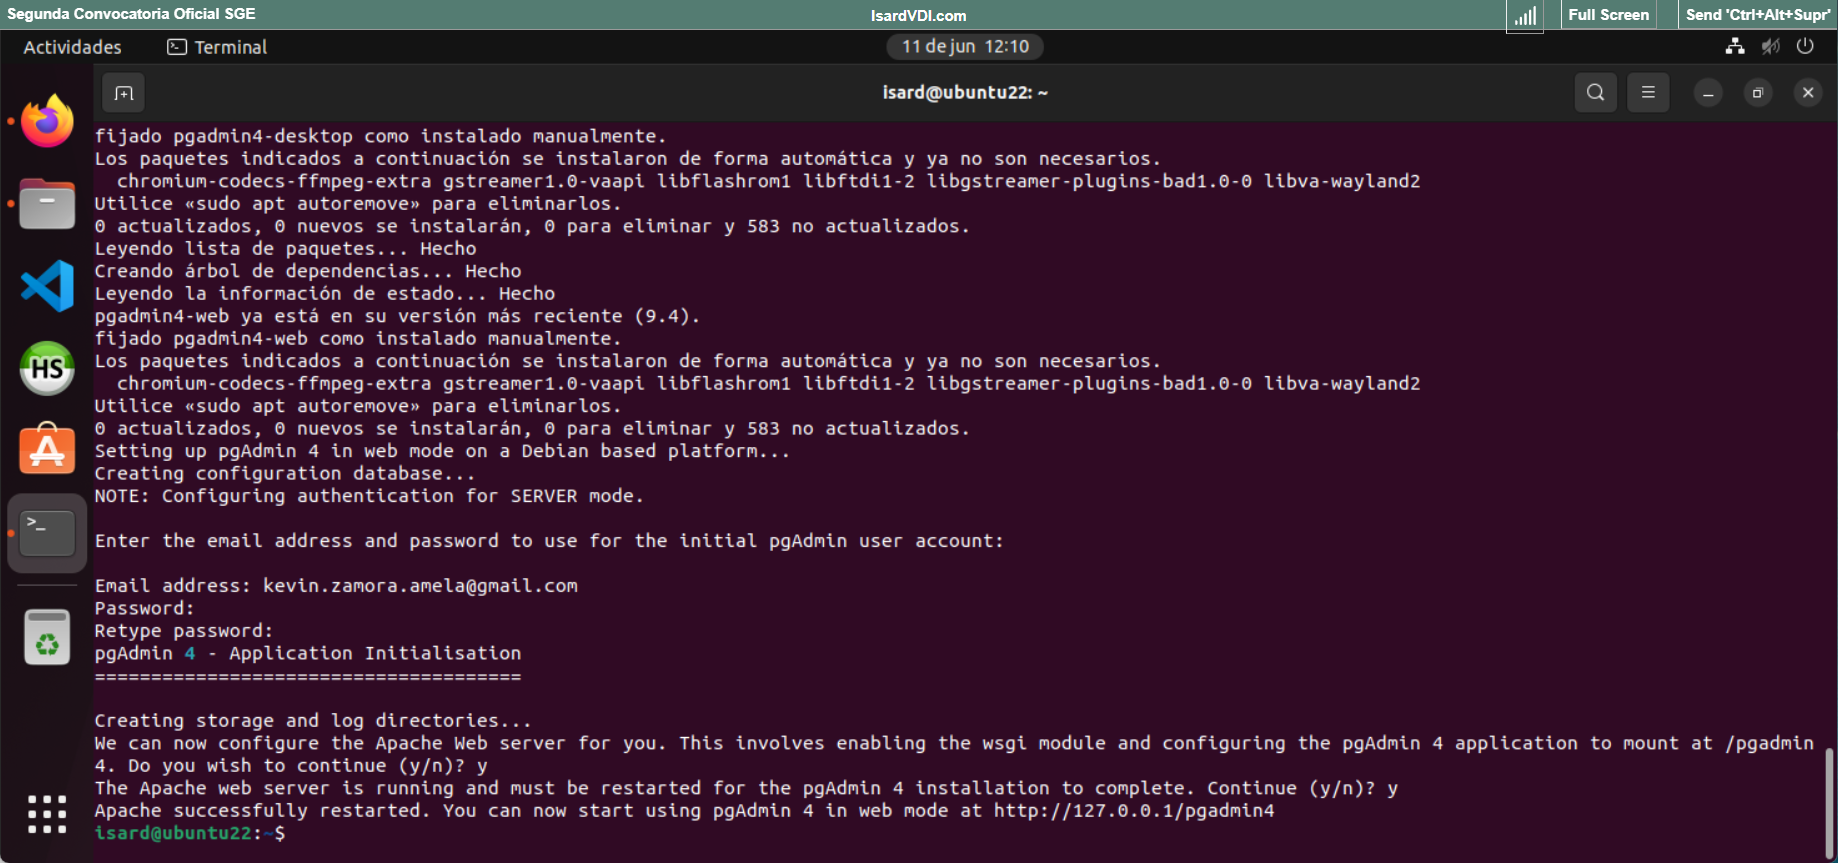 Segunda Convocatoria Oficial SGE
IsardVDI.com
Full Screen
Send 'Ctrl+Alt+Supr'
Actividades
Terminal
11 de jun 12:10
isard@ubuntu22: ~
fijado pgadmin4-desktop como instalado manualmente.
Los paquetes indicados a continuación se instalaron de forma automática y ya no son necesarios.
chromium-codecs-ffmpeg-extra gstreamer1.0-vaapi libflashrom1 libftdi1-2 libgstreamer-plugins-bad1.0-0 libva-wayland2
Utilice «sudo apt autoremove» para eliminarlos.
0 actualizados, 0 nuevos se instalarán, 0 para eliminar y 583 no actualizados.
Leyendo lista de paquetes... Hecho
Creando árbol de dependencias... Hecho
Leyendo la información de estado... Hecho
pgadmin4-web ya está en su versión más reciente (9.4).
fijado pgadmin4-web como instalado manualmente.
Los paquetes indicados a continuación se instalaron de forma automática y ya no son necesarios.
chromium-codecs-ffmpeg-extra gstreamer1.0-vaapi libflashrom1 libftdi1-2 libgstreamer-plugins-bad1.0-0 libva-wayland2
Utilice «sudo apt autoremove» para eliminarlos.
0 actualizados, 0 nuevos se instalarán, 0 para eliminar y 583 no actualizados.
Setting up pgAdmin 4 in web mode on a Debian based platform...
Creating configuration database...
NOTE: Configuring authentication for SERVER mode.
Enter the email address and password to use for the initial pgAdmin user account:
Email address: kevin.zamora.amela@gmail.com
Password:
Retype password:
pgAdmin 4 - Application Initialisation
======================================
Creating storage and log directories...
We can now configure the Apache Web server for you. This involves enabling the wsgi module and configuring the pgAdmin 4 application to mount at /pgadmin
4. Do you wish to continue (y/n)? y
The Apache web server is running and must be restarted for the pgAdmin 4 installation to complete. Continue (y/n)? y
Apache successfully restarted. You can now start using pgAdmin 4 in web mode at http://127.0.0.1/pgadmin4
isard@ubuntu22:~$
HS
>_